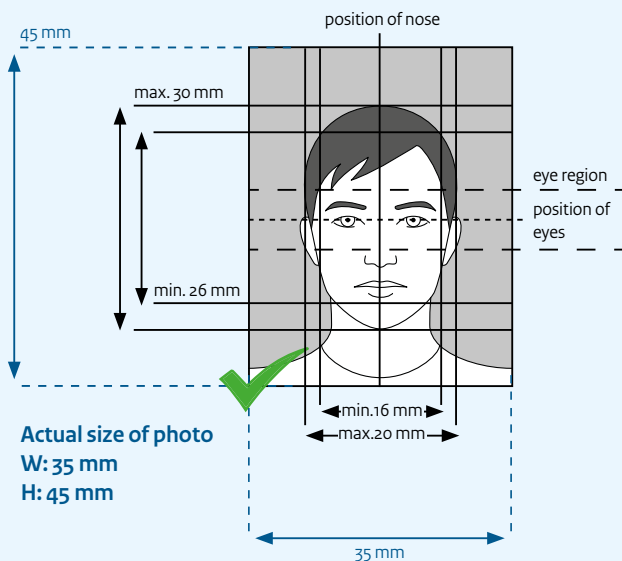 position of nose
45 mm
max. 30 mm
eye region
position of
eyes
min. 26 mm
min.16 mm
max.20 mm
Actual size of photo
W: 35 mm
H: 45 mm
35 mm